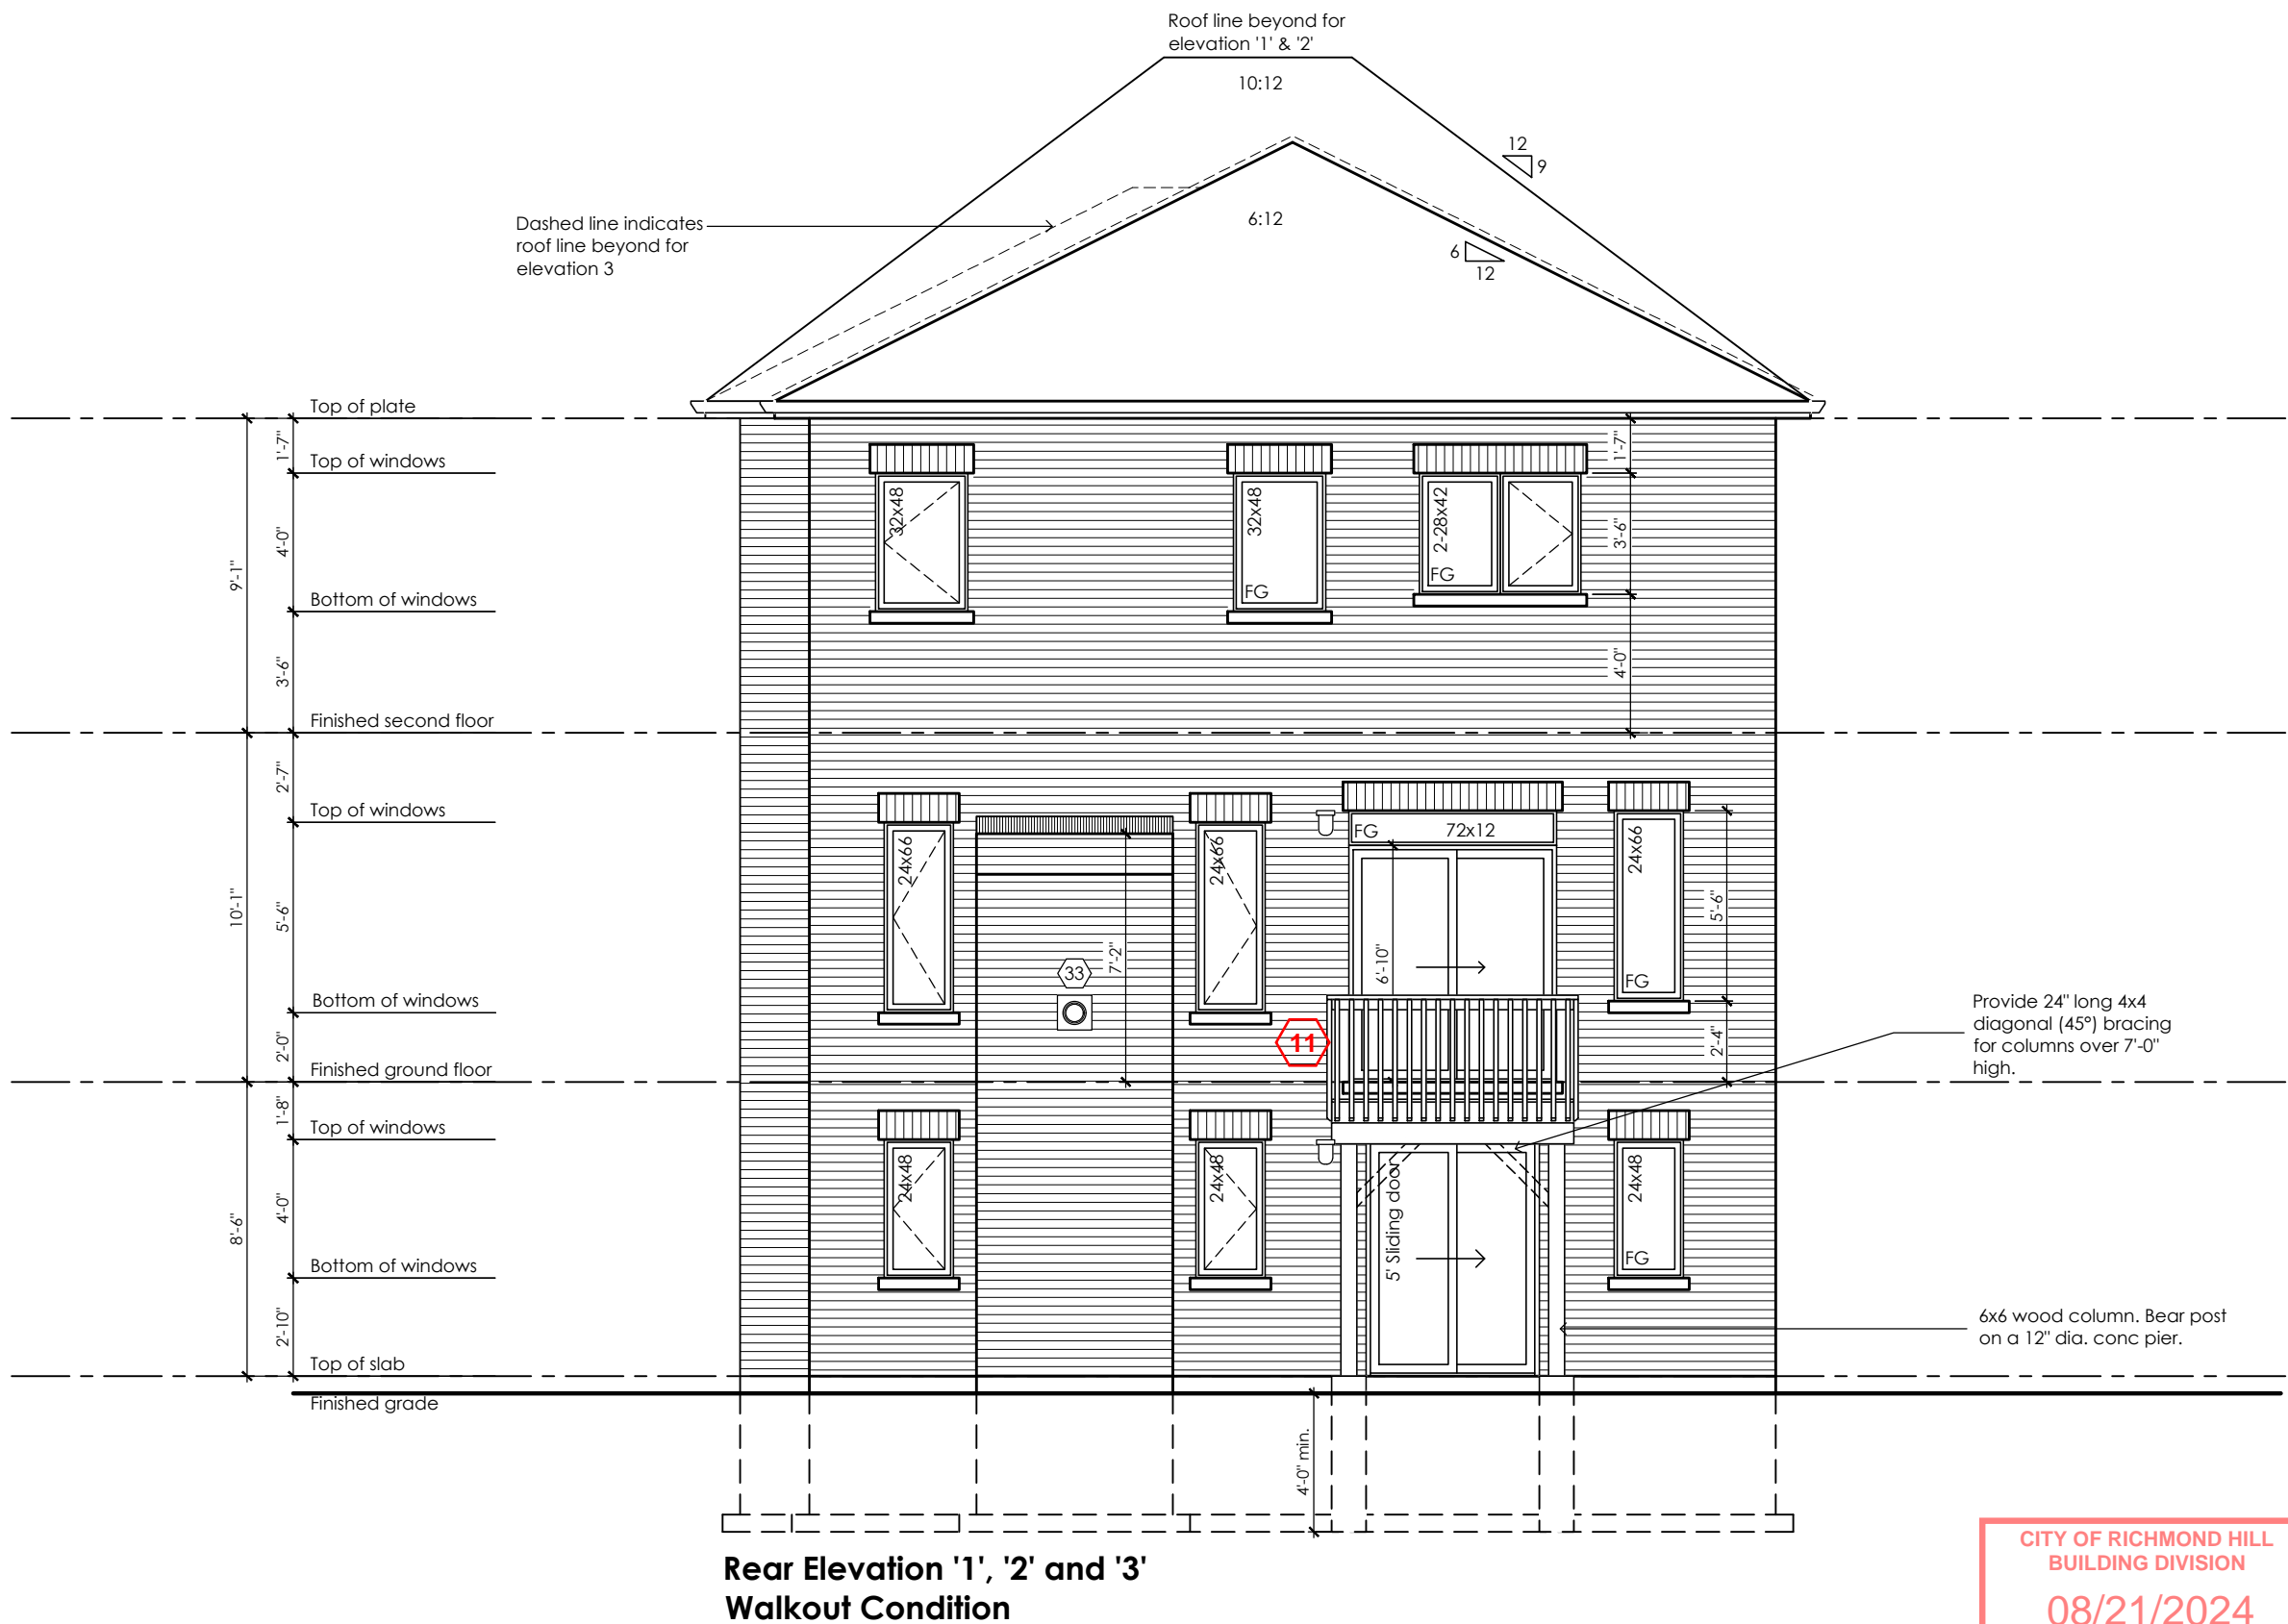 Roof line beyond for
elevation '1' & '2'
10:12
12
9
Dashed line indicates
roof line beyond for
elevation 3
6:12
6
12
Top of plate
1'-7"
Top of windows
4'-0"
9'-1"
Bottom of windows
3'-6"
Finished second floor
32x48
32x48
FG
2-28x42
FG
1'-7"
3'-6"
4'-0"
2'-7"
Top of windows
10'-1"
5'-6"
Bottom of windows
2'-0"
Finished ground floor
24x66
33
7'-2"
24x66
FG
72x12
6'-10"
11
24x66
FG
5'-6"
2'-4"
Provide 24" long 4x4
diagonal (45°) bracing
for columns over 7'-0"
high.
1'-8"
Top of windows
8'-6"
4'-0"
Bottom of windows
2'-10"
Top of slab
Finished grade
24x48
24x48
5' Sliding door
24x48
FG
6x6 wood column. Bear post
on a 12" dia. conc pier.
4'-0" min.
Rear Elevation '1', '2' and '3'
Walkout Condition
CITY OF RICHMOND HILL
BUILDING DIVISION
08/21/2024